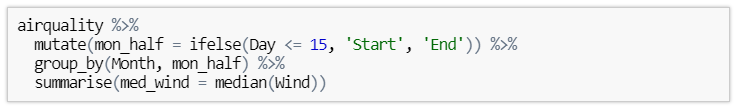 airquality %>%
mutate(mon_half = ifelse(Day <= 15, 'Start', 'End')) %>%
group_by(Month, mon_half) %>%
summarise(med_wind = median(Wind))